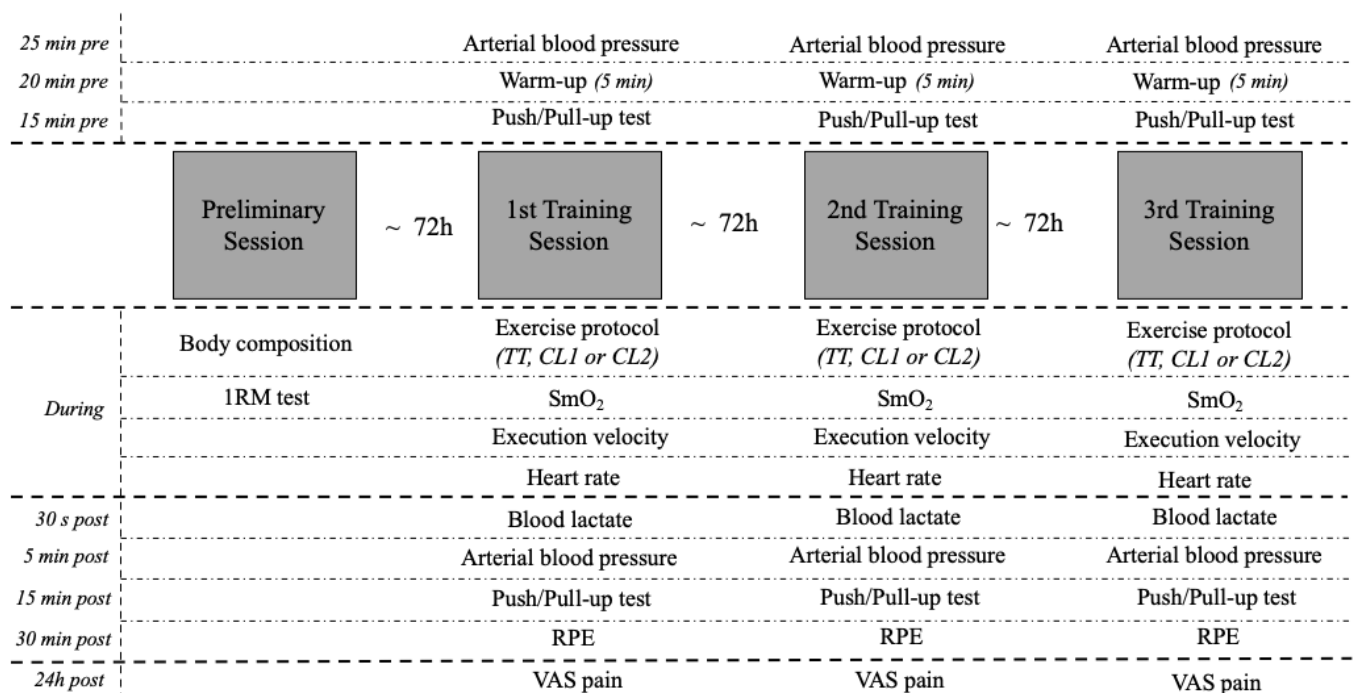 25 min pre Arterial blood pressure Arterial blood pressure Arterial blood pressure
20 min pre Warm-up (5 min) Warm-up (5 min) Warm-up (5 min)
15 min pre Push/Pull-up test Push/Pull-up test Push/Pull-up test
Preliminary Session ~ 72h 1st Training Session ~ 72h 2nd Training Session ~ 72h 3rd Training Session
During
Body composition Exercise protocol (TT, CL1 or CL2) Exercise protocol (TT, CL1 or CL2) Exercise protocol (TT, CL1 or CL2)
1RM test SmO₂ SmO₂ SmO₂
Execution velocity Execution velocity Execution velocity
Heart rate Heart rate Heart rate
30 s post Blood lactate Blood lactate Blood lactate
5 min post Arterial blood pressure Arterial blood pressure Arterial blood pressure
15 min post Push/Pull-up test Push/Pull-up test Push/Pull-up test
30 min post RPE RPE RPE
24h post VAS pain VAS pain VAS pain